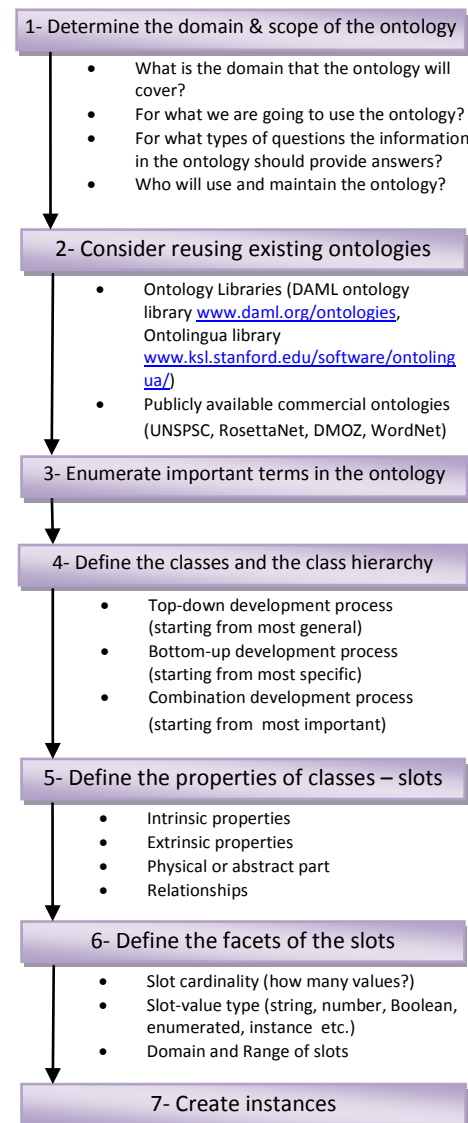 1- Determine the domain & scope of the ontology
• What is the domain that the ontology will
cover?
• For what we are going to use the ontology?
• For what types of questions the information
in the ontology should provide answers?
• Who will use and maintain the ontology?
2- Consider reusing existing ontologies
• Ontology Libraries (DAML ontology
library www.daml.org/ontologies,
Ontolingua library
www.ksl.stanford.edu/software/ontoling
ua/)
• Publicly available commercial ontologies
(UNSPSC, RosettaNet, DMOZ, WordNet)
3- Enumerate important terms in the ontology
4- Define the classes and the class hierarchy
• Top-down development process
(starting from most general)
• Bottom-up development process
(starting from most specific)
• Combination development process
(starting from most important)
5- Define the properties of classes – slots
• Intrinsic properties
• Extrinsic properties
• Physical or abstract part
• Relationships
6- Define the facets of the slots
• Slot cardinality (how many values?)
• Slot-value type (string, number, Boolean,
enumerated, instance etc.)
• Domain and Range of slots
7- Create instances